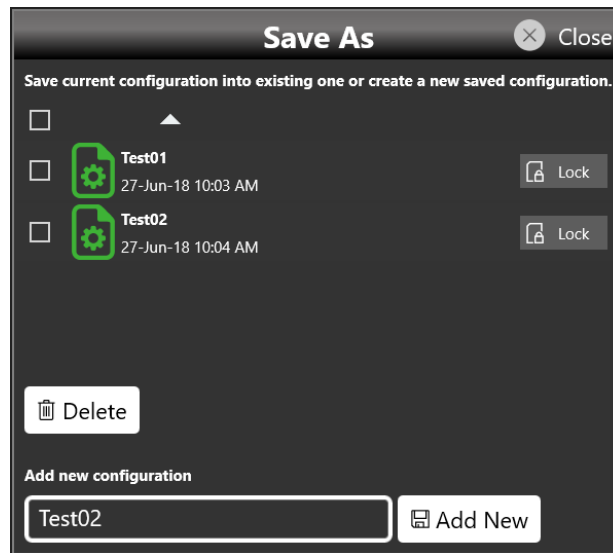 Save As
Close
Save current configuration into existing one or create a new saved configuration.
Test01
27-Jun-18 10:03 AM
Lock
Test02
27-Jun-18 10:04 AM
Lock
Delete
Add new configuration
Test02
Add New